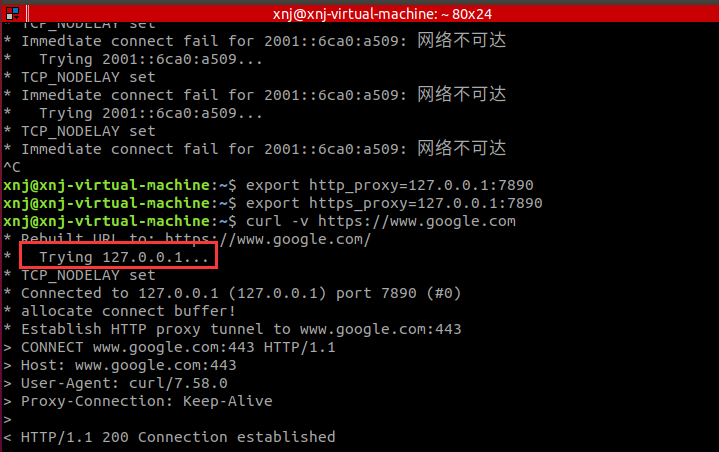 xnj@xnj-virtual-machine: ~ 80x24
* TCP_NODELAY set
* Immediate connect fail for 2001::6ca0:a509: 网络不可达
*   Trying 2001::6ca0:a509...
* TCP_NODELAY set
* Immediate connect fail for 2001::6ca0:a509: 网络不可达
*   Trying 2001::6ca0:a509...
* TCP_NODELAY set
* Immediate connect fail for 2001::6ca0:a509: 网络不可达
^C
xnj@xnj-virtual-machine:~$ export http_proxy=127.0.0.1:7890
xnj@xnj-virtual-machine:~$ export https_proxy=127.0.0.1:7890
xnj@xnj-virtual-machine:~$ curl -v https://www.google.com
* Rebuilt URL to: https://www.google.com/
*   Trying 127.0.0.1...
* TCP_NODELAY set
* Connected to 127.0.0.1 (127.0.0.1) port 7890 (#0)
* allocate connect buffer!
* Establish HTTP proxy tunnel to www.google.com:443
> CONNECT www.google.com:443 HTTP/1.1
> Host: www.google.com:443
> User-Agent: curl/7.58.0
> Proxy-Connection: Keep-Alive
>
< HTTP/1.1 200 Connection established